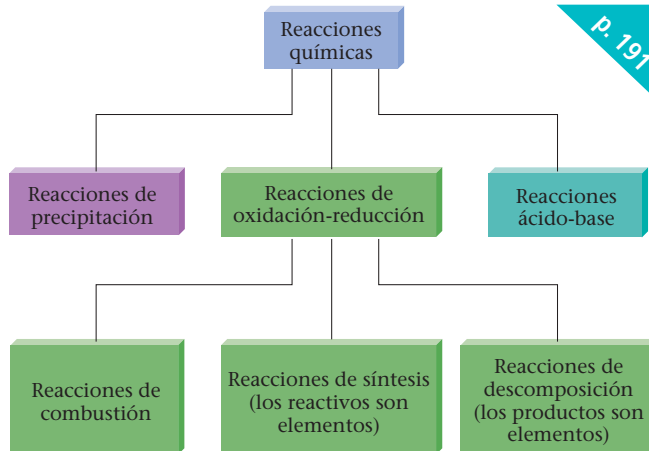 Reacciones
químicas
p. 191
Reacciones de
precipitación
Reacciones de
oxidación-reducción
Reacciones
ácido-base
Reacciones de
combustión
Reacciones de síntesis
(los reactivos son
elementos)
Reacciones de
descomposición
(los productos son
elementos)